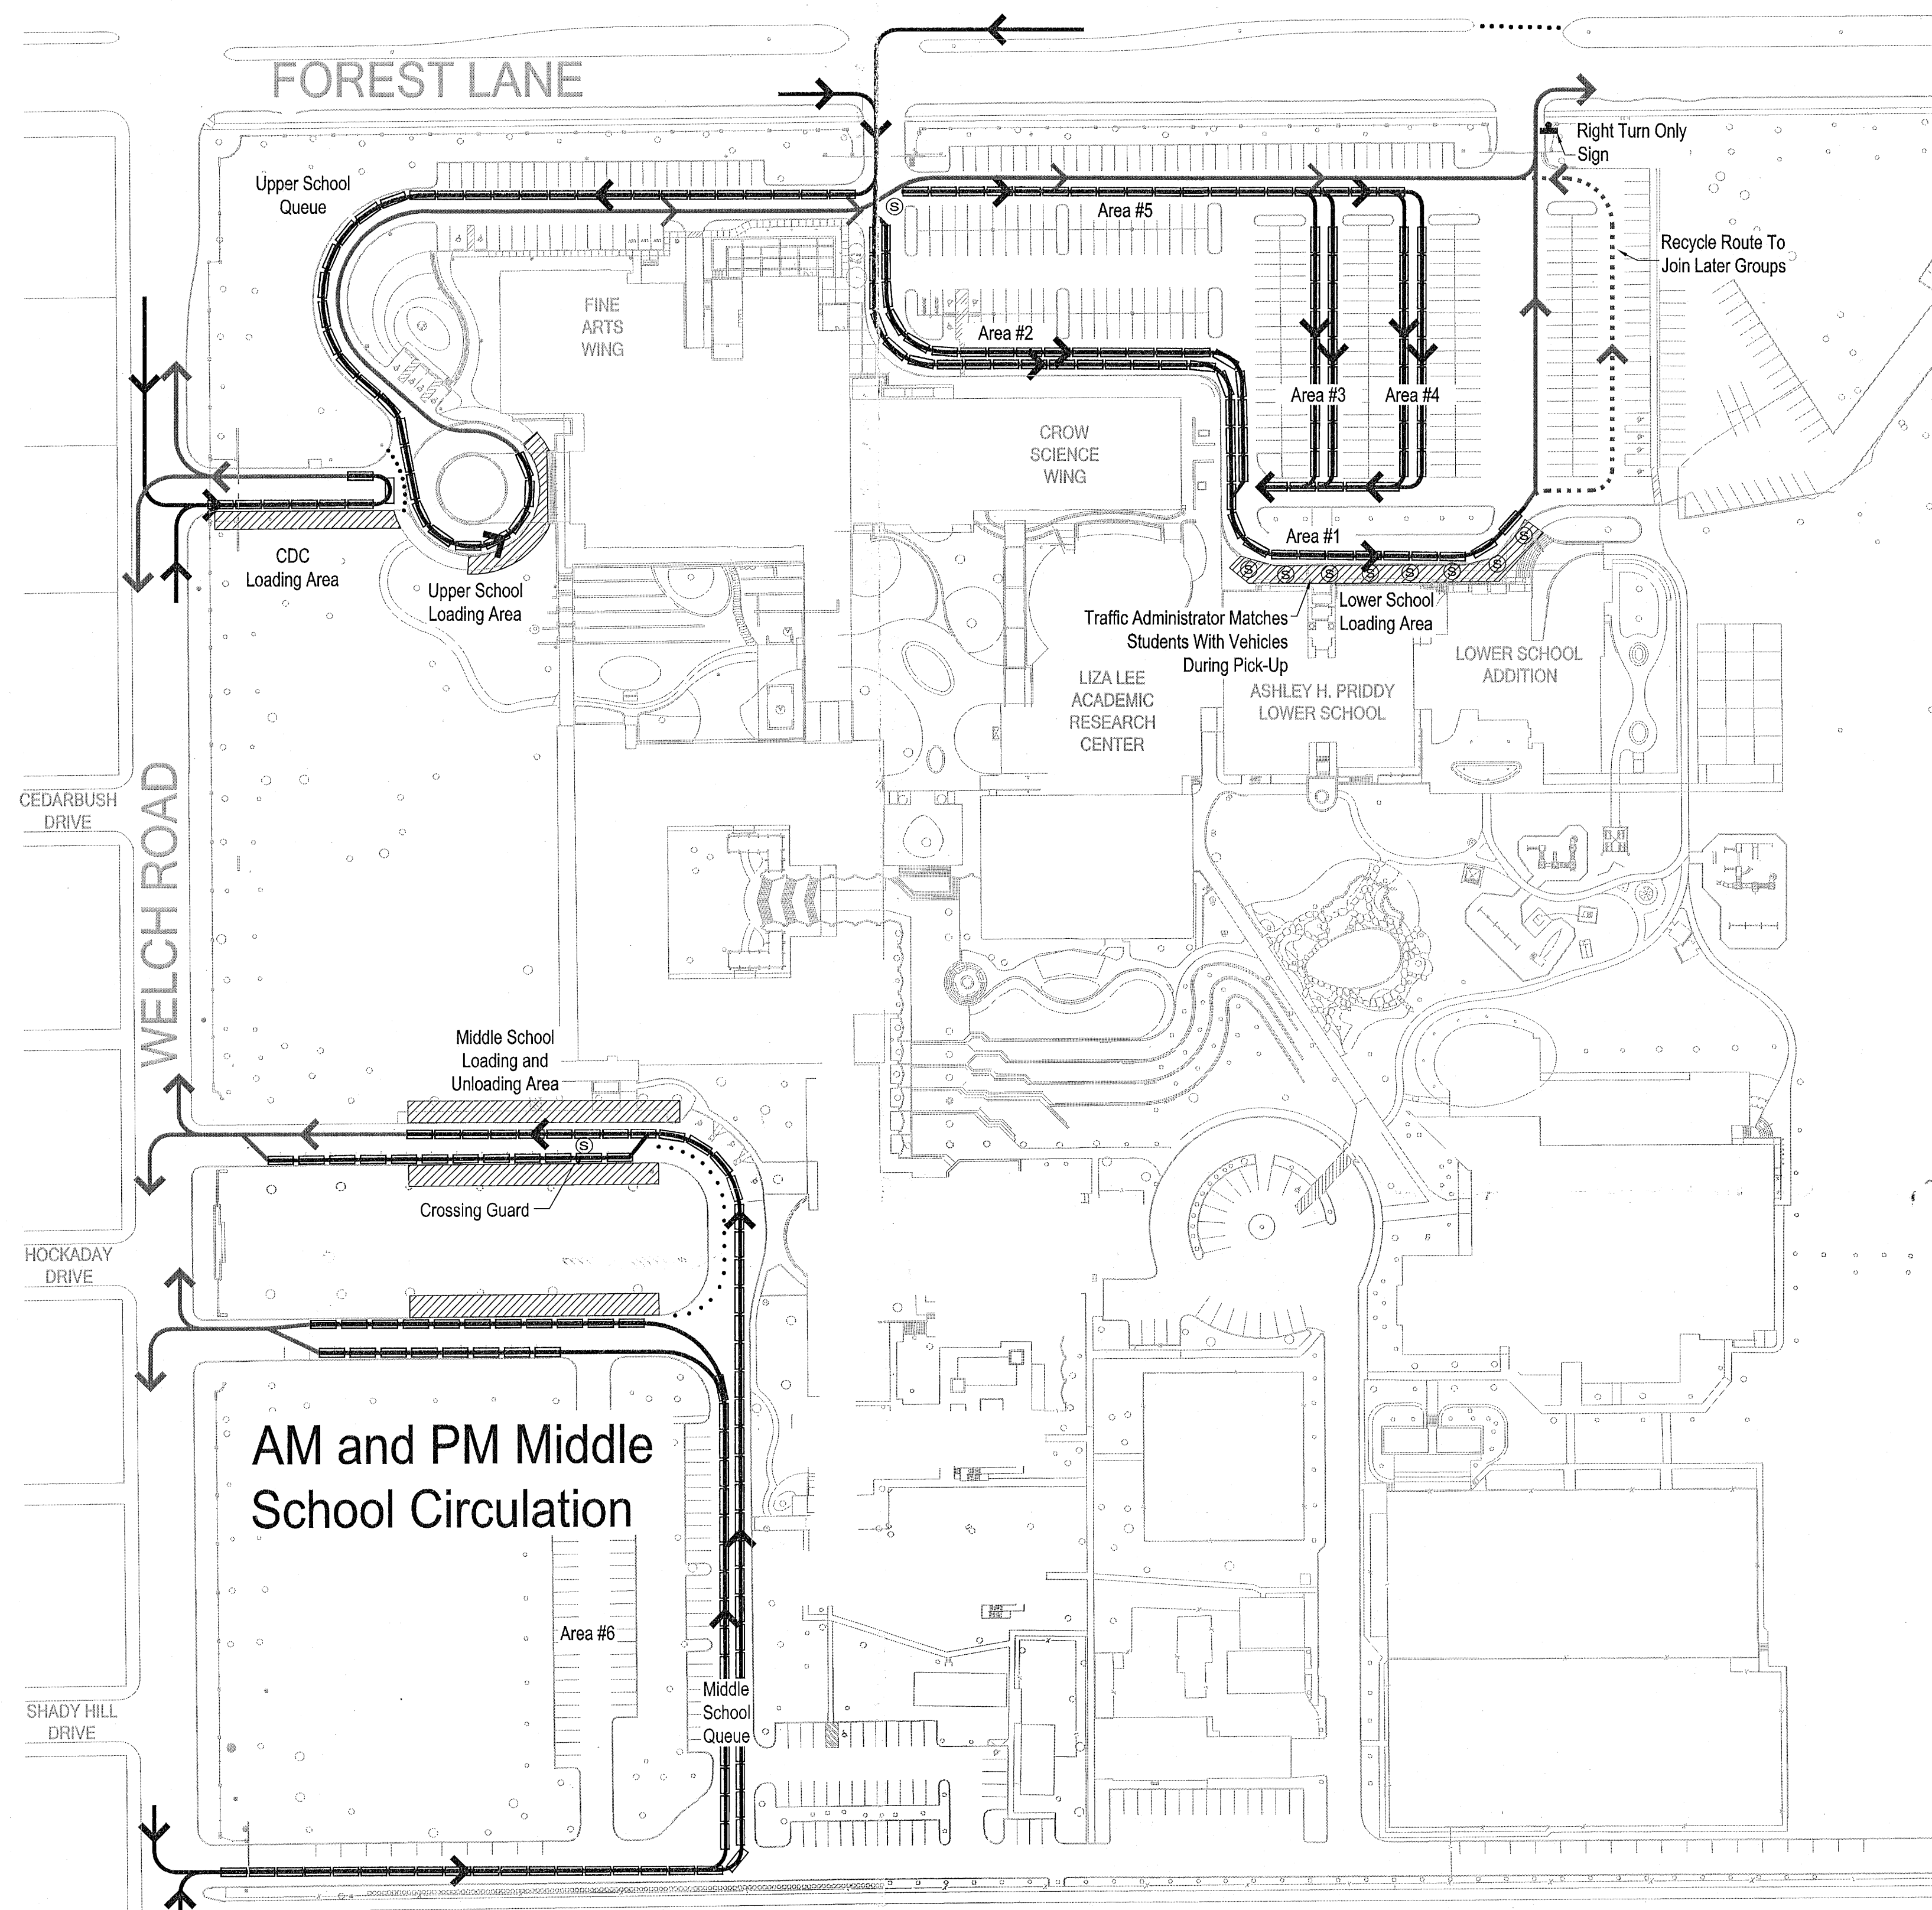 FOREST LANE
Right Turn Only
Sign
Upper School
Queue
Area #5
Recycle Route To
Join Later Groups
FINE
ARTS
WING
Area #2
Area #3
Area #4
CROW
SCIENCE
WING
Area #1
CDC
Loading Area
Upper School
Loading Area
Traffic Administrator Matches
Students With Vehicles
During Pick-Up
Lower School
Loading Area
LIZA LEE
ACADEMIC
RESEARCH
CENTER
ASHLEY H. PRIDDY
LOWER SCHOOL
LOWER SCHOOL
ADDITION
CEDARBUSH
DRIVE
WELCH ROAD
Middle School
Loading and
Unloading Area
Crossing Guard
HOCKADAY
DRIVE
AM and PM Middle
School Circulation
Area #6
Middle
School
Queue
SHADY HILL
DRIVE
S
S
S
S
S
S
S
S
S
S